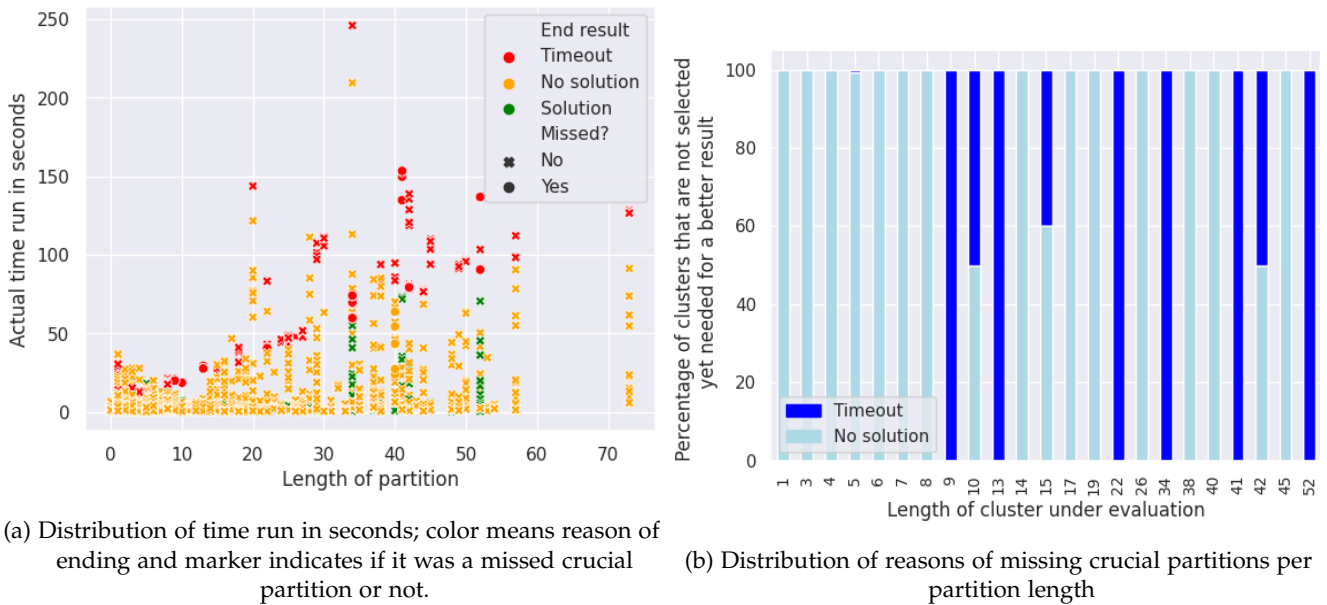 250
200
150
100
50
0
Actual time run in seconds
End result
Timeout
No solution
Solution
Missed?
No
Yes
0 10 20 30 40 50 60 70
Length of partition
(a) Distribution of time run in seconds; color means reason of
ending and marker indicates if it was a missed crucial
partition or not.
Percentage of clusters that are not selected
yet needed for a better result
100
80
60
40
20
0
Timeout
No solution
1 3 4 5 6 7 8 9 10 13 14 15 17 19 22 26 34 38 40 41 42 45 52
Length of cluster under evaluation
(b) Distribution of reasons of missing crucial partitions per
partition length